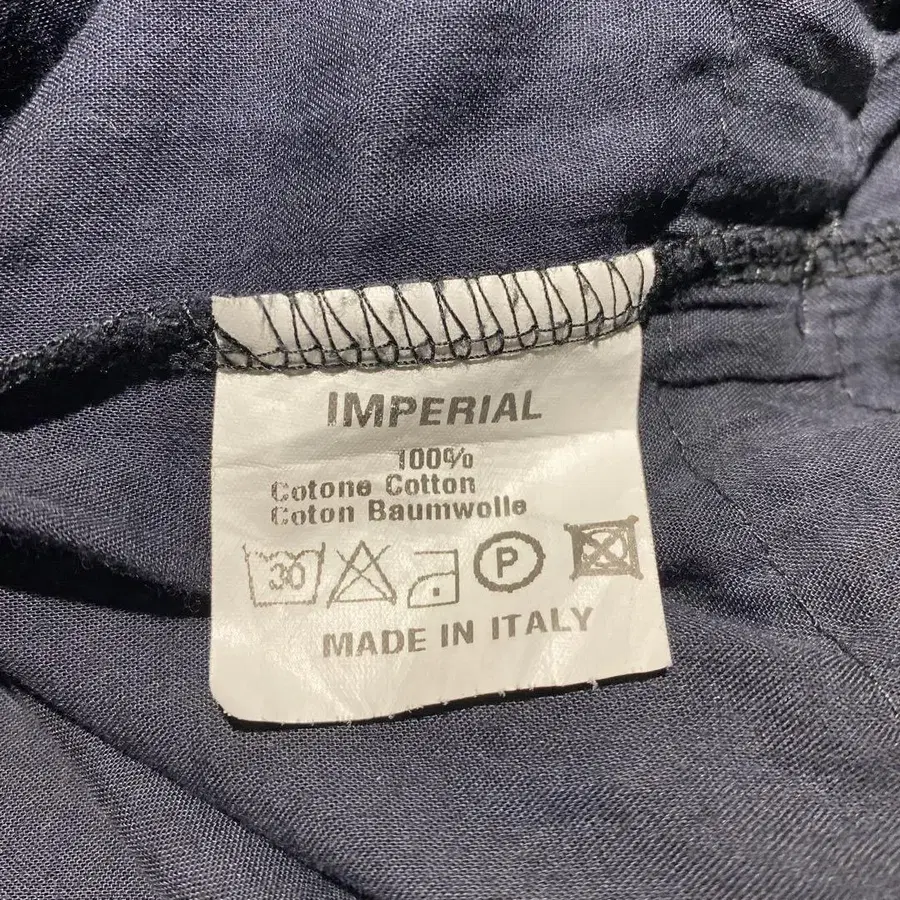 IMPERIAL
100%
Cotone Cotton
Coton Baumwolle
30 P
MADE IN ITALY